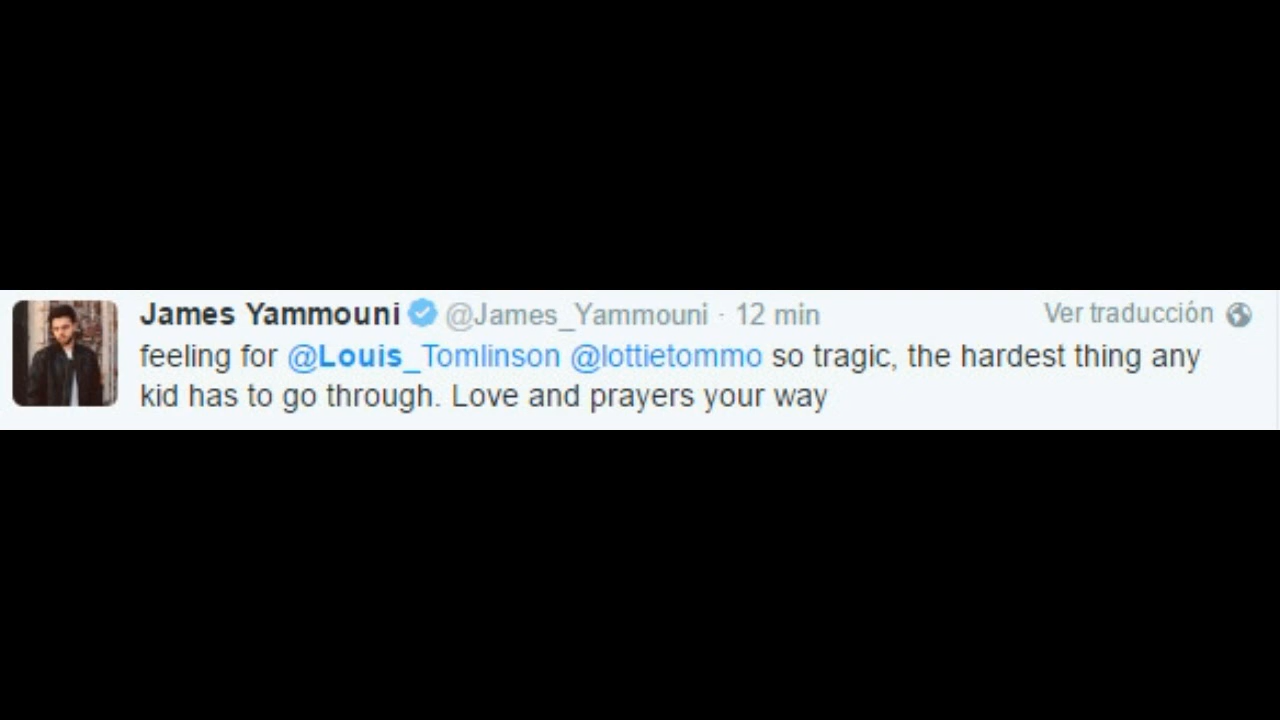 James Yammouni @James_Yammouni · 12 min Ver traducción
feeling for @Louis_Tomlinson @lottietommo so tragic, the hardest thing any
kid has to go through. Love and prayers your way